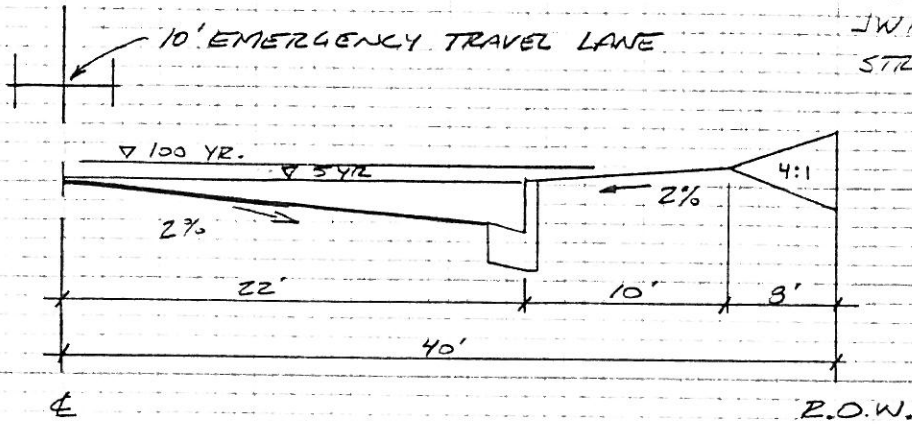 10' EMERGENCY TRAVEL LANE
▽ 100 YR.
▽ 5 YR
4:1
2%
2%
22'
10'
8'
40'
℄
R.O.W.